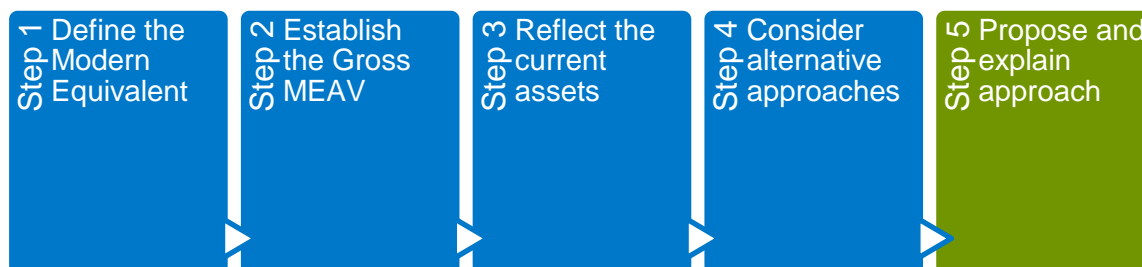 Step 1
Define the
Modern
Equivalent
Step 2
Establish
the Gross
MEAV
Step 3
Reflect the
current
assets
Step 4
Consider
alternative
approaches
Step 5
Propose and
explain
approach